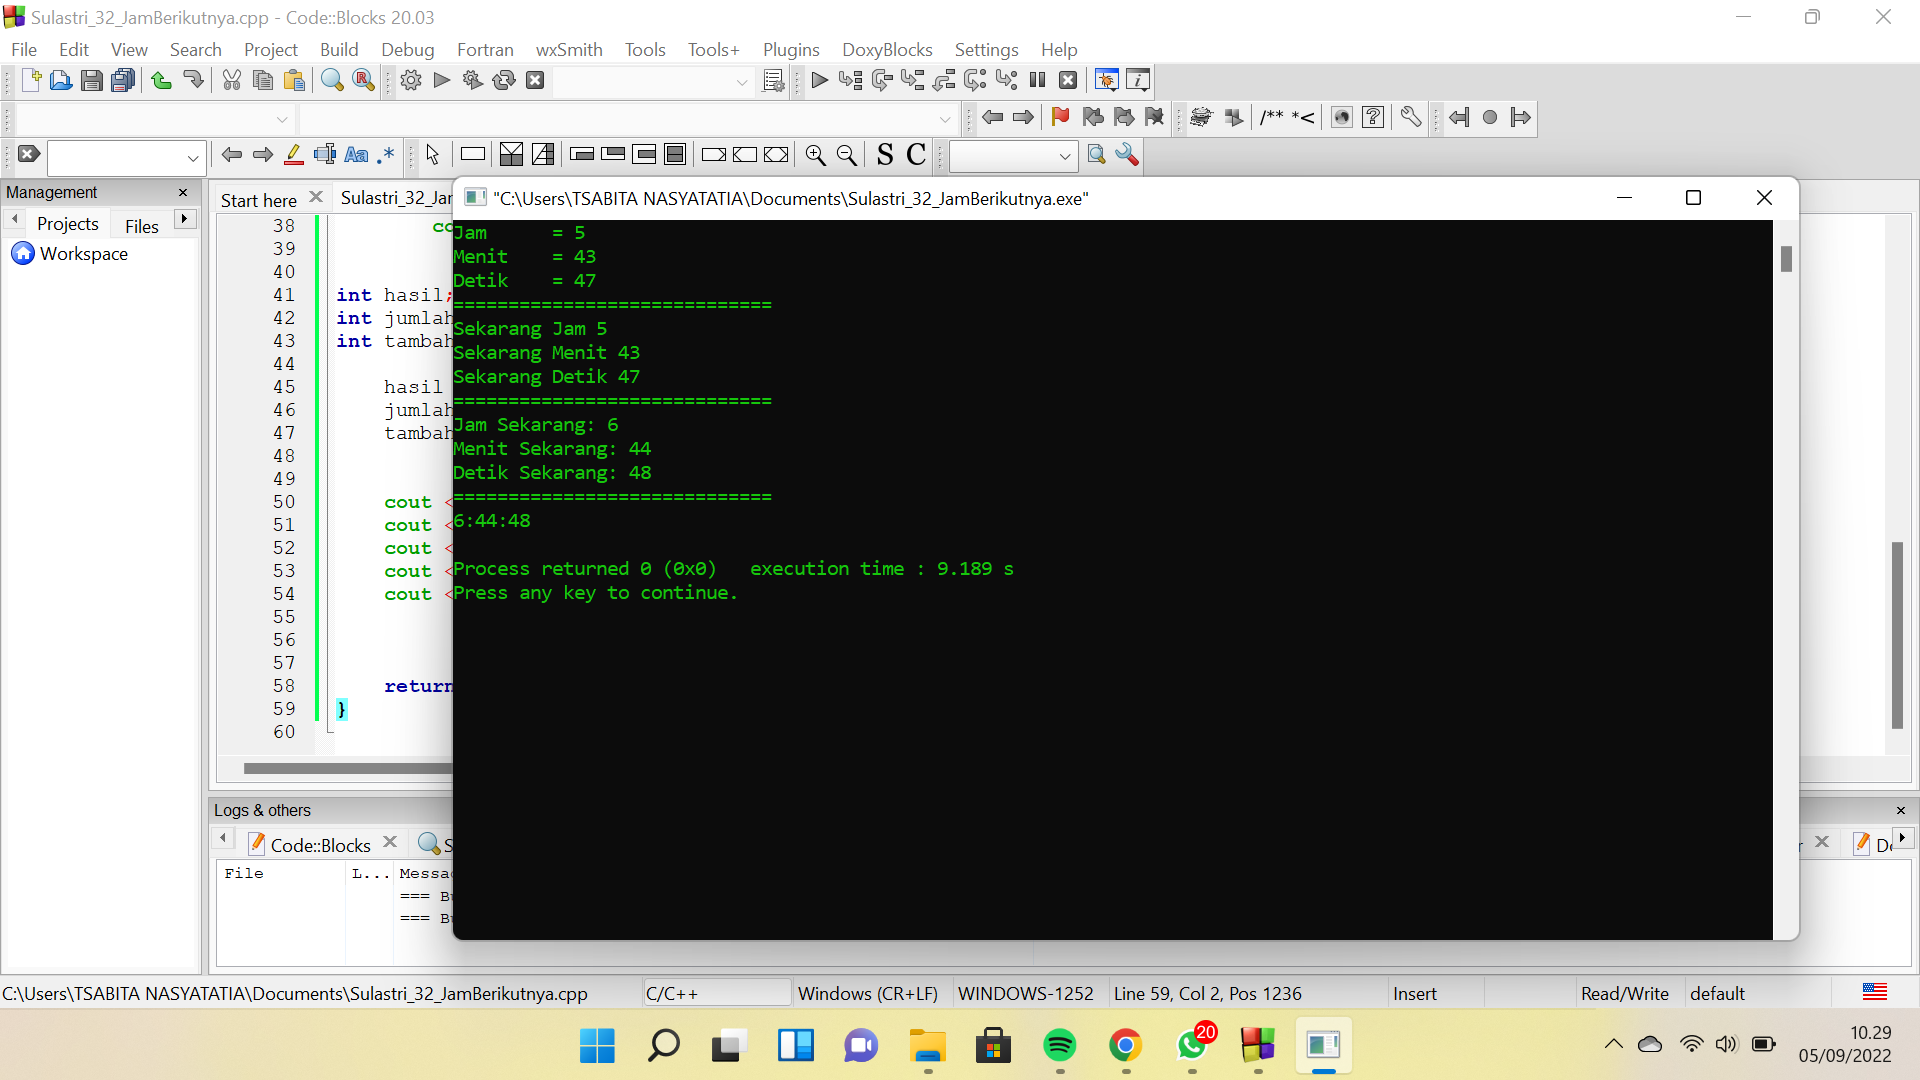 Sulastri_32_JamBerikutnya.cpp - Code::Blocks 20.03
File Edit View Search Project Build Debug Fortran wxSmith Tools Tools+ Plugins DoxyBlocks Settings Help
/** *<
Aa .* S C
Management
Projects Files
Workspace
Start here Sulastri_32_Jar
"C:\Users\TSABITA NASYATATIA\Documents\Sulastri_32_JamBerikutnya.exe"
38
39
40
41 int hasil;
42 int jumlah
43 int tambah
44
45 hasil
46 jumlah
47 tambah
48
49
50 cout <
51 cout <
52 cout <
53 cout <
54 cout <
55
56
57
58 return
59 }
60
Jam = 5
Menit = 43
Detik = 47
=============================
Sekarang Jam 5
Sekarang Menit 43
Sekarang Detik 47
=============================
Jam Sekarang: 6
Menit Sekarang: 44
Detik Sekarang: 48
=============================
6:44:48
Process returned 0 (0x0) execution time : 9.189 s
Press any key to continue.
Logs & others
Code::Blocks
File L... Messa
=== B
=== B
C:\Users\TSABITA NASYATATIA\Documents\Sulastri_32_JamBerikutnya.cpp C/C++ Windows (CR+LF) WINDOWS-1252 Line 59, Col 2, Pos 1236 Insert Read/Write default
20
10.29
05/09/2022